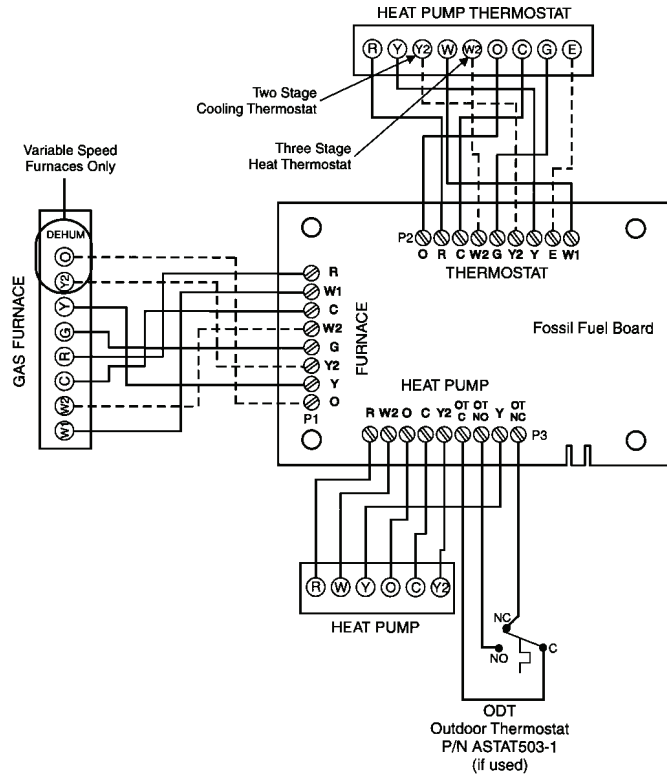 HEAT PUMP THERMOSTAT
R Y Y2 W W2 O C G E
Two Stage
Cooling Thermostat
Three Stage
Heat Thermostat
Variable Speed
Furnaces Only
DEHUM
O
Y2
Y
G
R
C
W2
W1
GAS FURNACE
P2
O R C W2 G Y2 Y E W1
THERMOSTAT
R
W1
C
W2
G
Y2
Y
O
P1
FURNACE
Fossil Fuel Board
HEAT PUMP
R W2 O C Y2 OT C OT NO Y OT NC
P3
R W Y O C Y2
HEAT PUMP
NC
NO
C
ODT
Outdoor Thermostat
P/N ASTAT503-1
(if used)